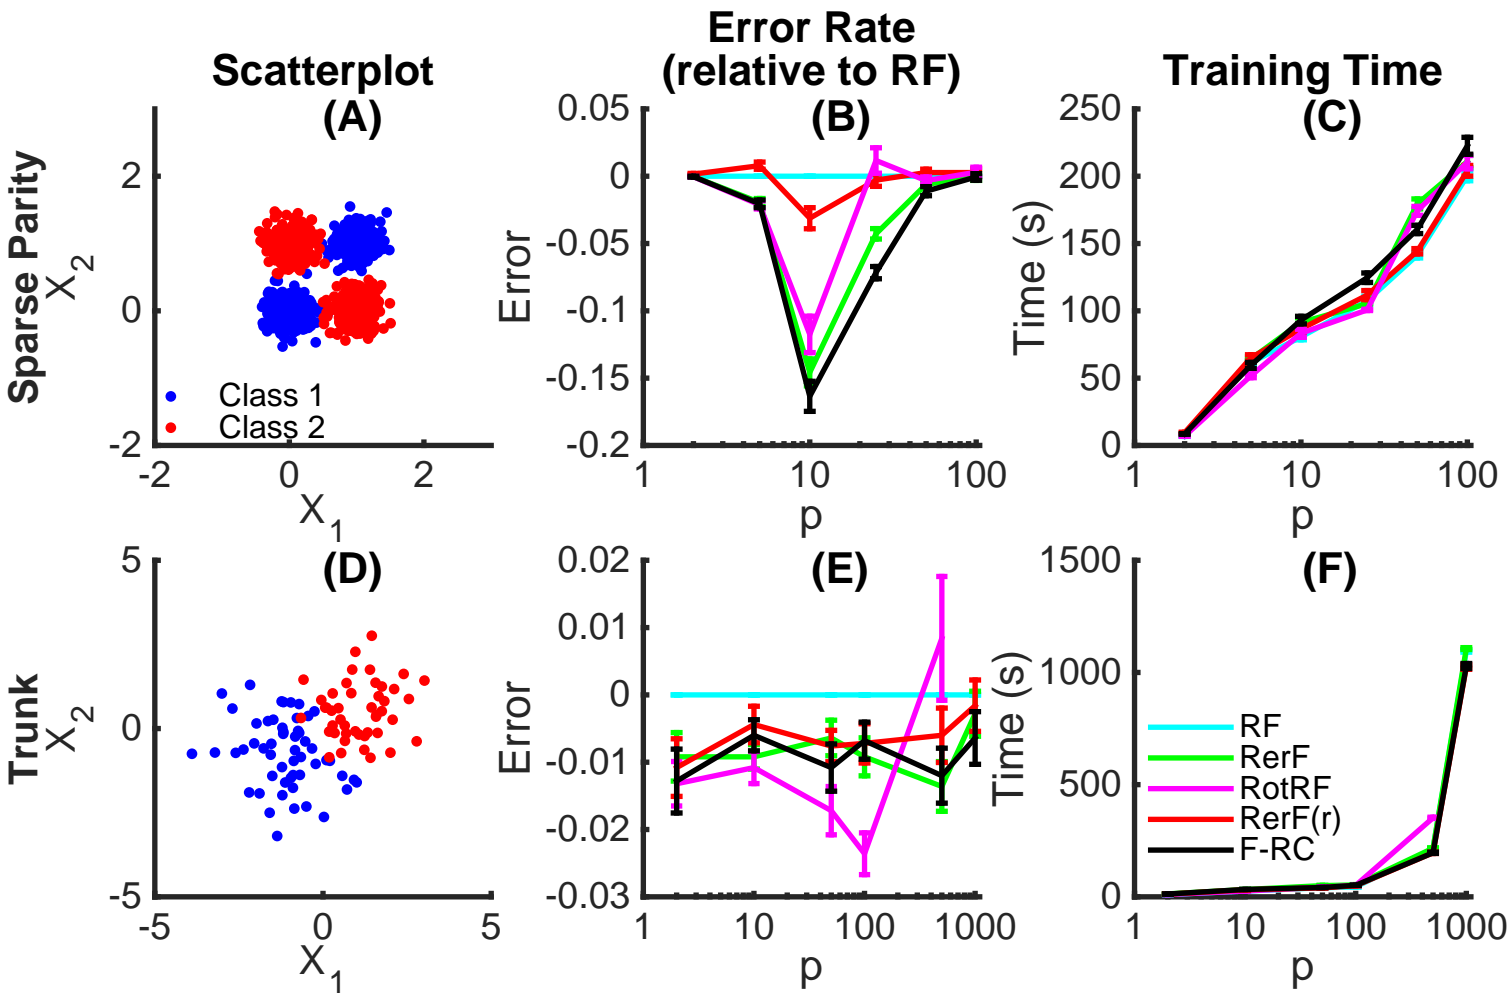 Scatterplot
(A)
Error Rate
(relative to RF)
(B)
Training Time
(C)
Sparse Parity
X2
2
0
-2
-2
0
2
X1
Class 1
Class 2
Error
0.05
0
-0.05
-0.1
-0.15
-0.2
1
10
100
p
Time (s)
250
200
150
100
50
0
1
10
100
p
Trunk
X2
(D)
5
0
-5
-5
0
5
X1
(E)
Error
0.02
0.01
0
-0.01
-0.02
-0.03
1
10
100
1000
p
(F)
Time (s)
1500
1000
500
0
1
10
100
1000
p
RF
RerF
RotRF
RerF(r)
F-RC